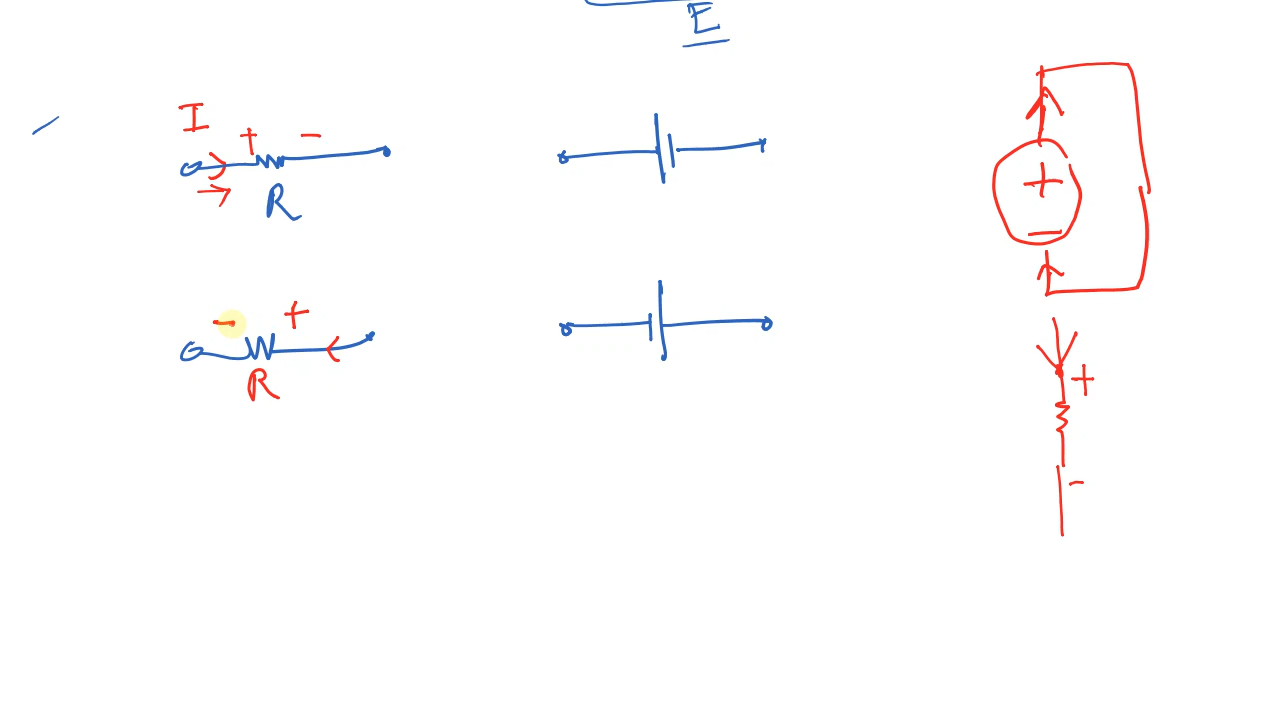 E
I
+ -
R
- +
R
+
-
+
-